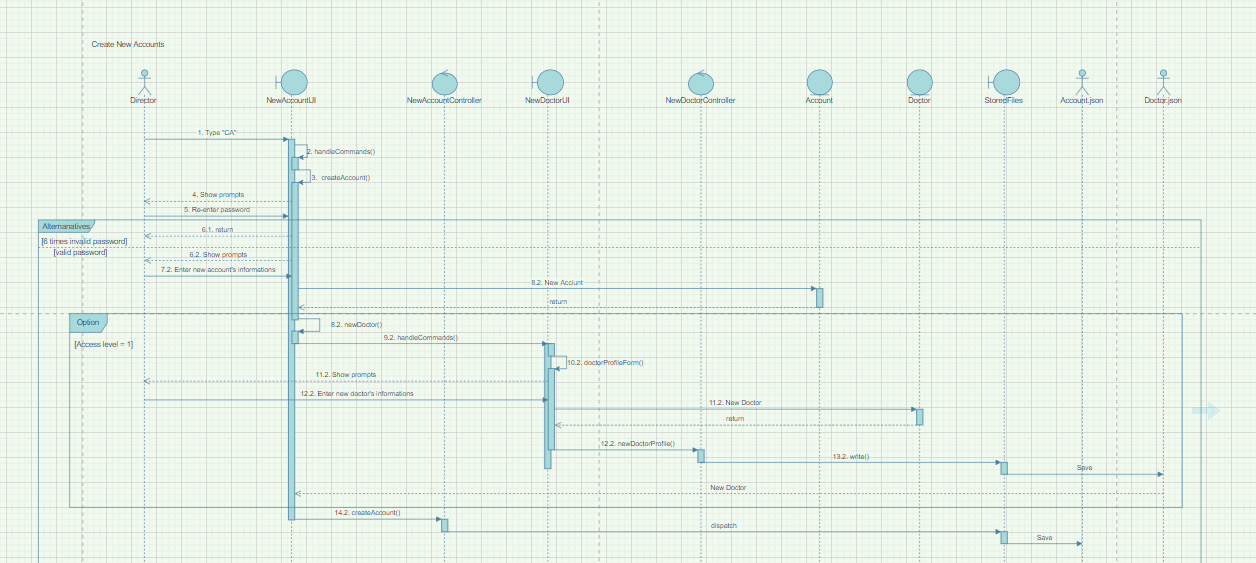 Create New Accounts
Director
NewAccountUI
NewAccountController
NewDoctorUI
NewDoctorController
Account
Doctor
StoredFiles
Account.json
Doctor.json
1. Type "CA"
2. handleCommands()
3. createAccount()
4. Show prompts
5. Re-enter password
Alternanatives
6.1. return
[6 times invalid password]
[valid password]
6.2. Show prompts
7.2. Enter new account's informations
8.2. New Acciunt
return
Option
8.2. newDoctor()
9.2. handleCommands()
[Access level = 1]
10.2. doctorProfileForm()
11.2. Show prompts
12.2. Enter new doctor's informations
11.2. New Doctor
return
12.2. newDoctorProfile()
13.2. write()
Save
New Doctor
14.2. createAccount()
dispatch
Save